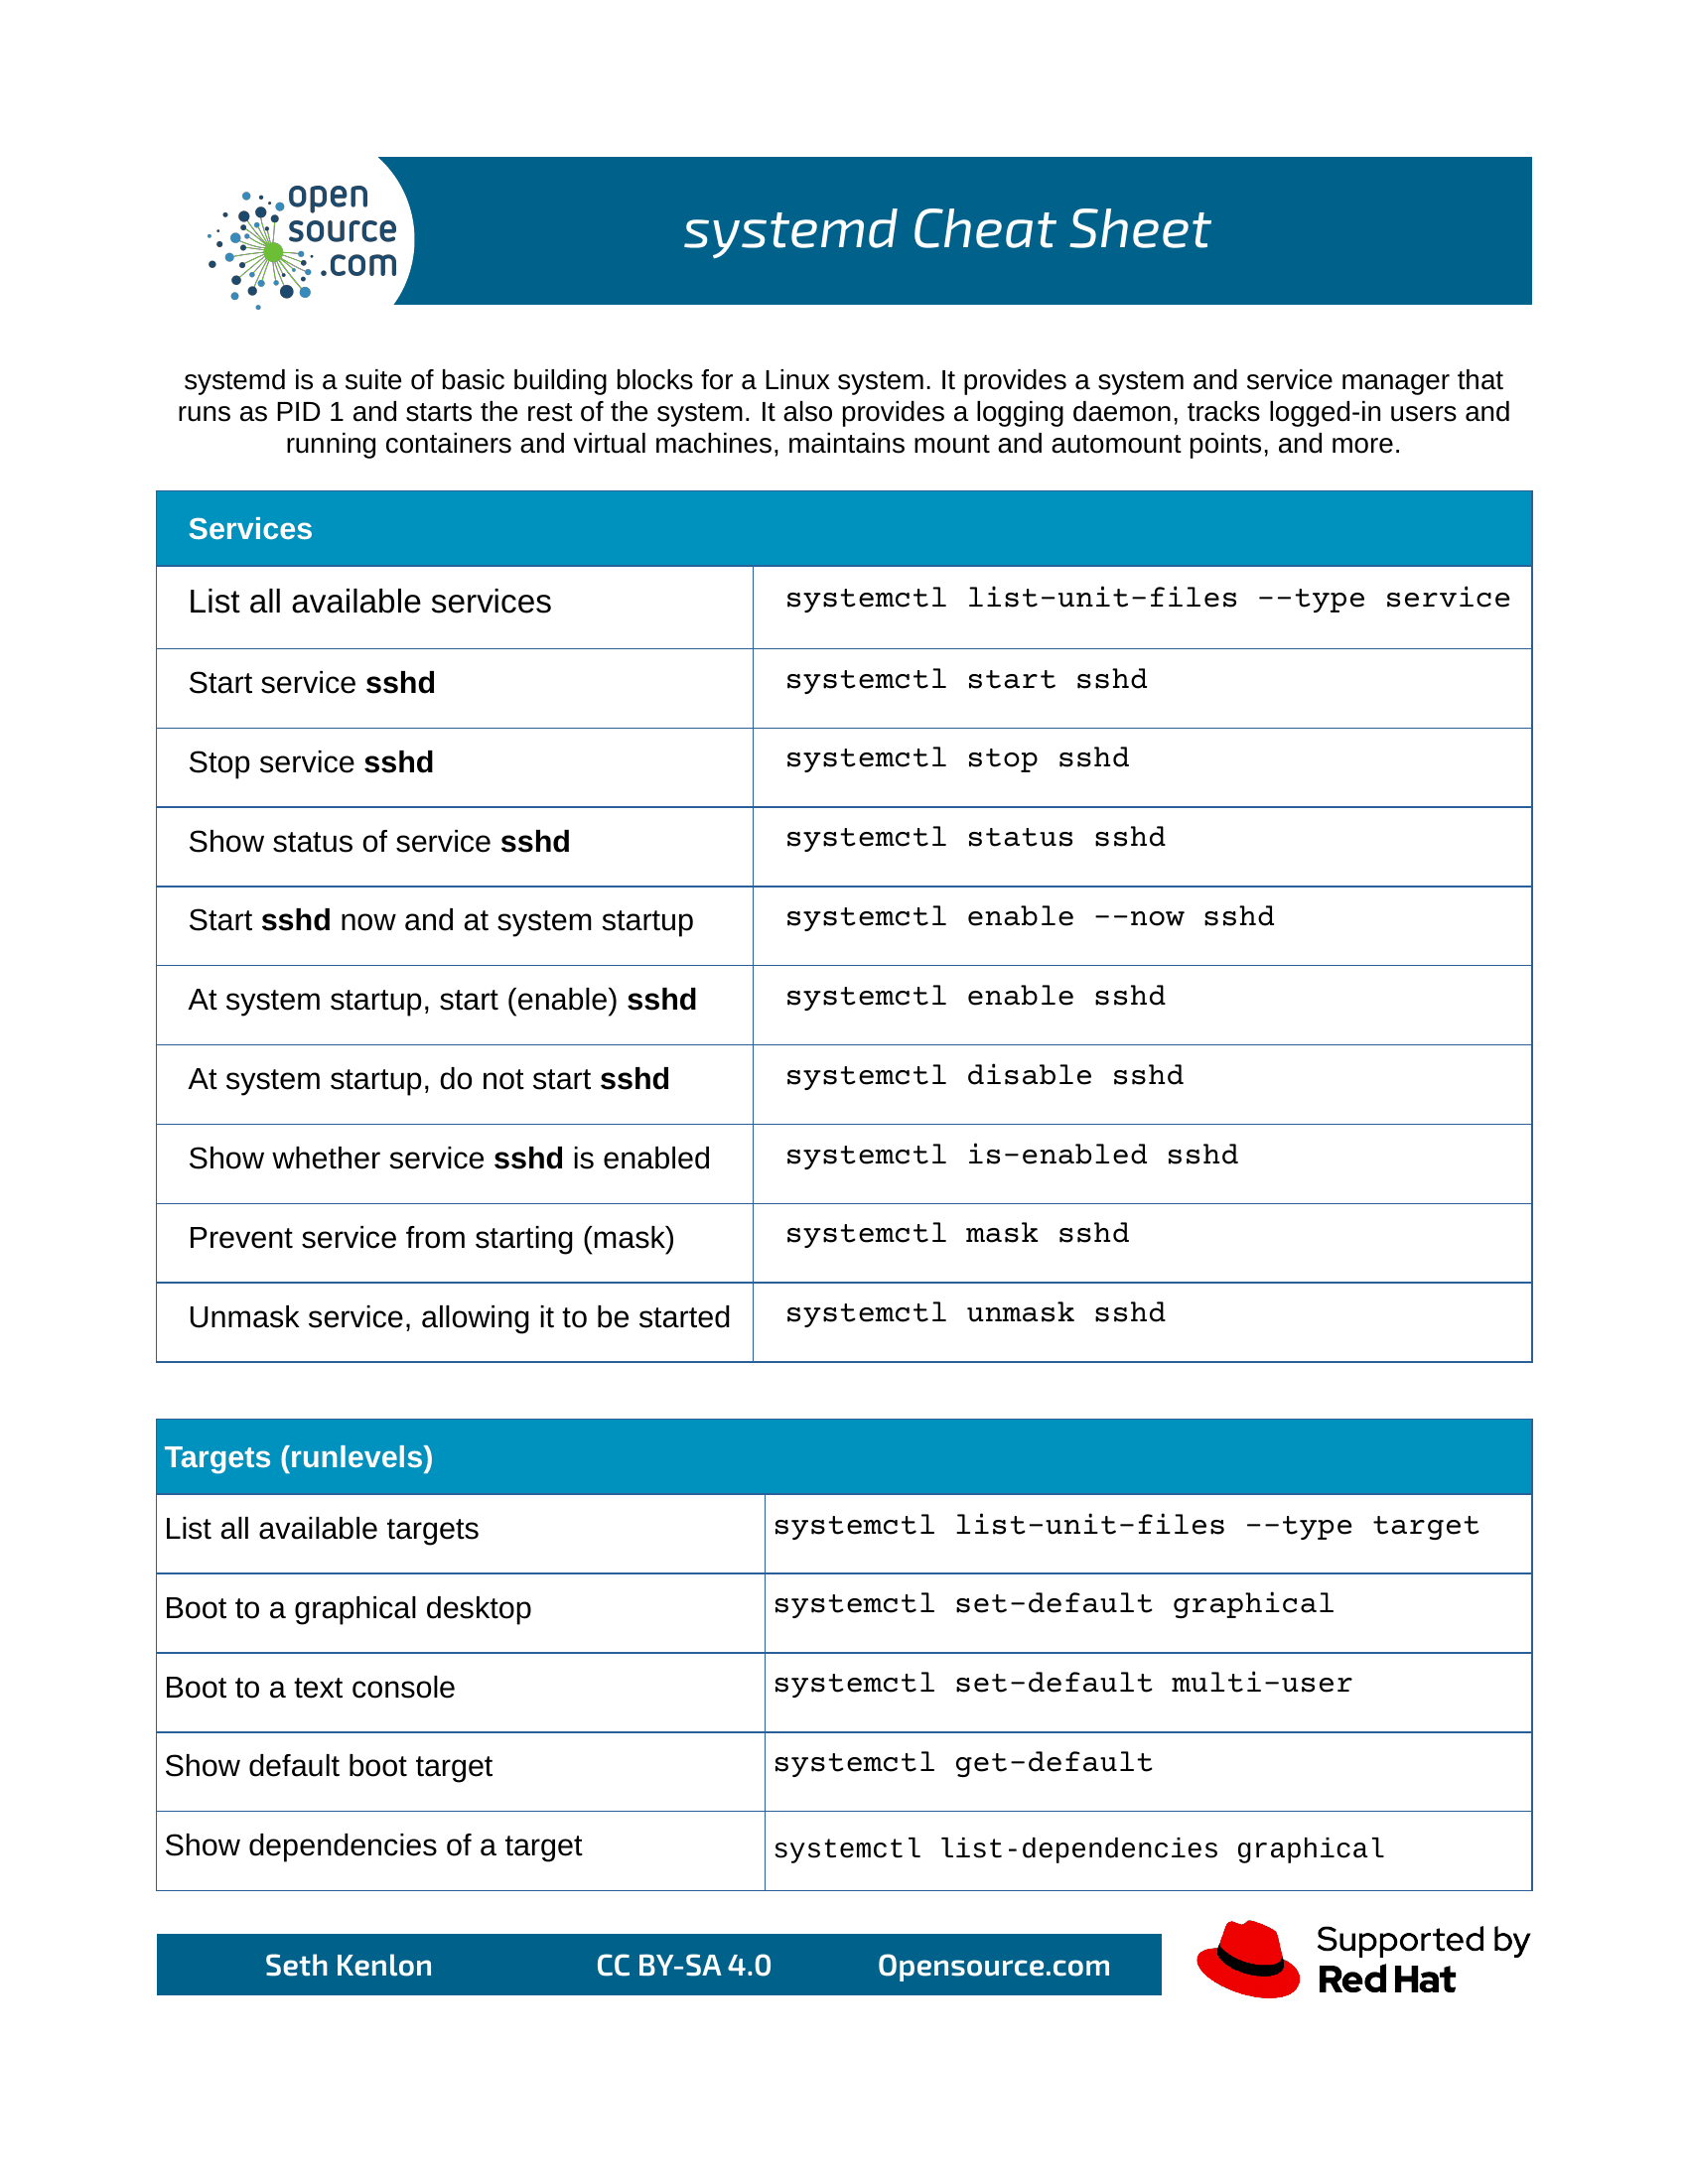 open
source
.com
systemd Cheat Sheet
systemd is a suite of basic building blocks for a Linux system. It provides a system and service manager that
runs as PID 1 and starts the rest of the system. It also provides a logging daemon, tracks logged-in users and
running containers and virtual machines, maintains mount and automount points, and more.
Services
List all available services systemctl list-unit-files --type service
Start service sshd systemctl start sshd
Stop service sshd systemctl stop sshd
Show status of service sshd systemctl status sshd
Start sshd now and at system startup systemctl enable --now sshd
At system startup, start (enable) sshd systemctl enable sshd
At system startup, do not start sshd systemctl disable sshd
Show whether service sshd is enabled systemctl is-enabled sshd
Prevent service from starting (mask) systemctl mask sshd
Unmask service, allowing it to be started systemctl unmask sshd
Targets (runlevels)
List all available targets systemctl list-unit-files --type target
Boot to a graphical desktop systemctl set-default graphical
Boot to a text console systemctl set-default multi-user
Show default boot target systemctl get-default
Show dependencies of a target systemctl list-dependencies graphical
Seth Kenlon CC BY-SA 4.0 Opensource.com
Supported by
Red Hat